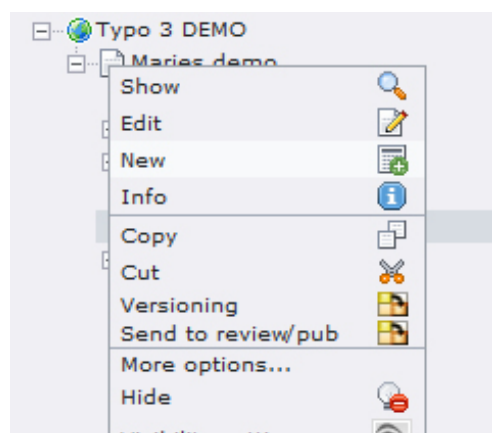 Typo 3 DEMO
Maries demo
Show
Edit
New
Info
Copy
Cut
Versioning
Send to review/pub
More options...
Hide